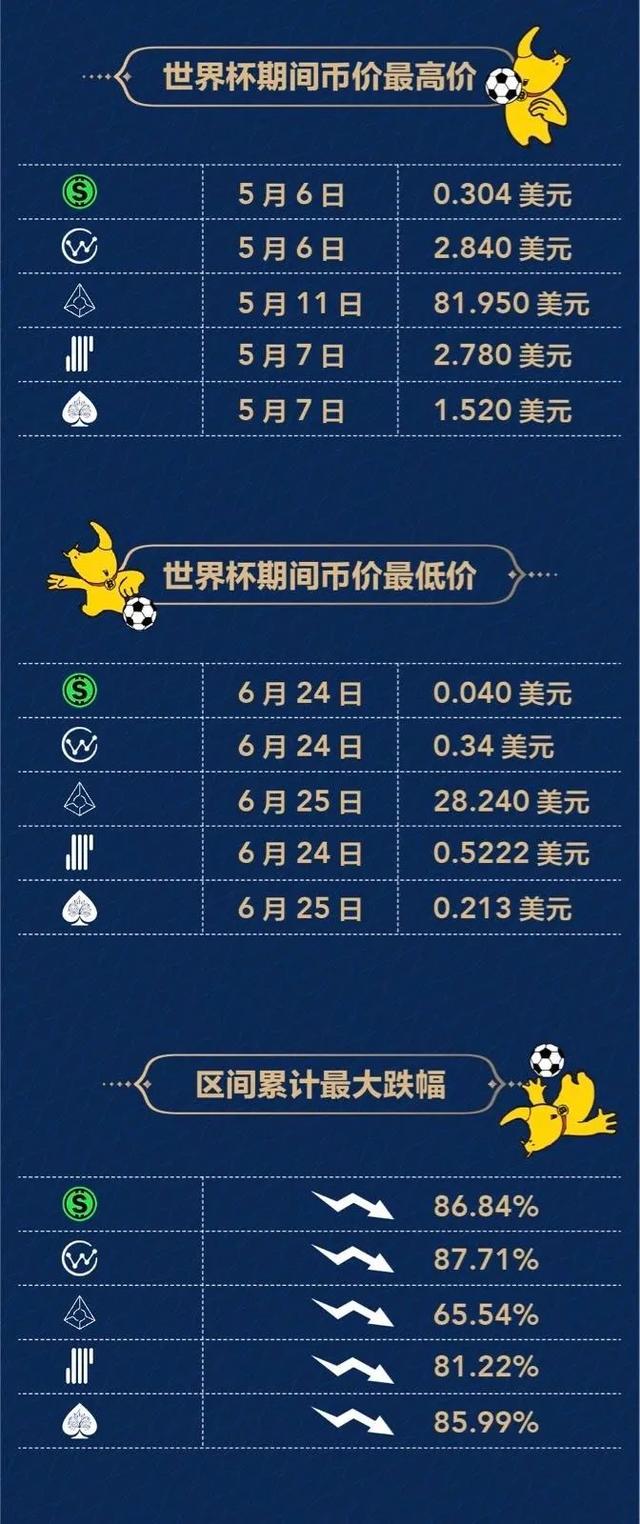 世界杯期间币价最高价
5月6日 0.304 美元
5月6日 2.840 美元
5月11日 81.950 美元
5月7日 2.780 美元
5月7日 1.520 美元
世界杯期间币价最低价
6月24日 0.040 美元
6月24日 0.34 美元
6月25日 28.240 美元
6月24日 0.5222 美元
6月25日 0.213 美元
区间累计最大跌幅
86.84%
87.71%
65.54%
81.22%
85.99%